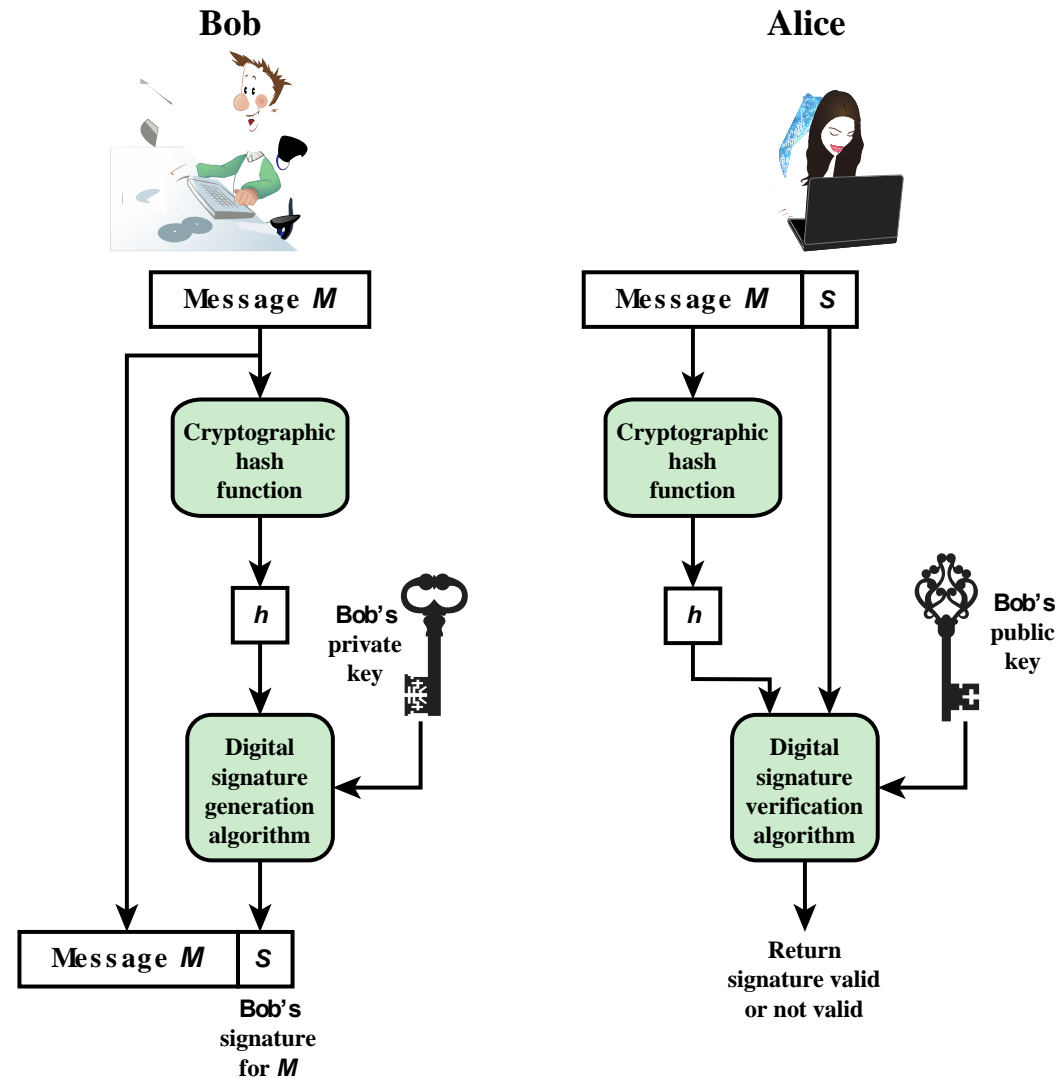 Bob
Message M
Cryptographic
hash
function
h
Bob's
private
key
Digital
signature
generation
algorithm
Message M
S
Bob's
signature
for M
Alice
Message M
S
Cryptographic
hash
function
h
Bob's
public
key
Digital
signature
verification
algorithm
Return
signature valid
or not valid